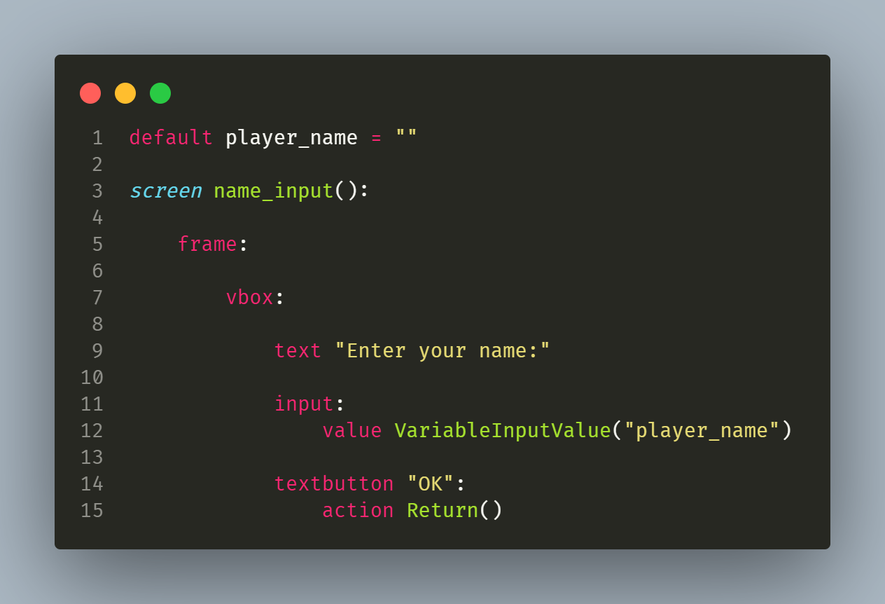 1 default player_name = ""
2
3 screen name_input():
4
5     frame:
6
7         vbox:
8
9             text "Enter your name:"
10
11             input:
12                 value VariableInputValue("player_name")
13
14             textbutton "OK":
15                 action Return()